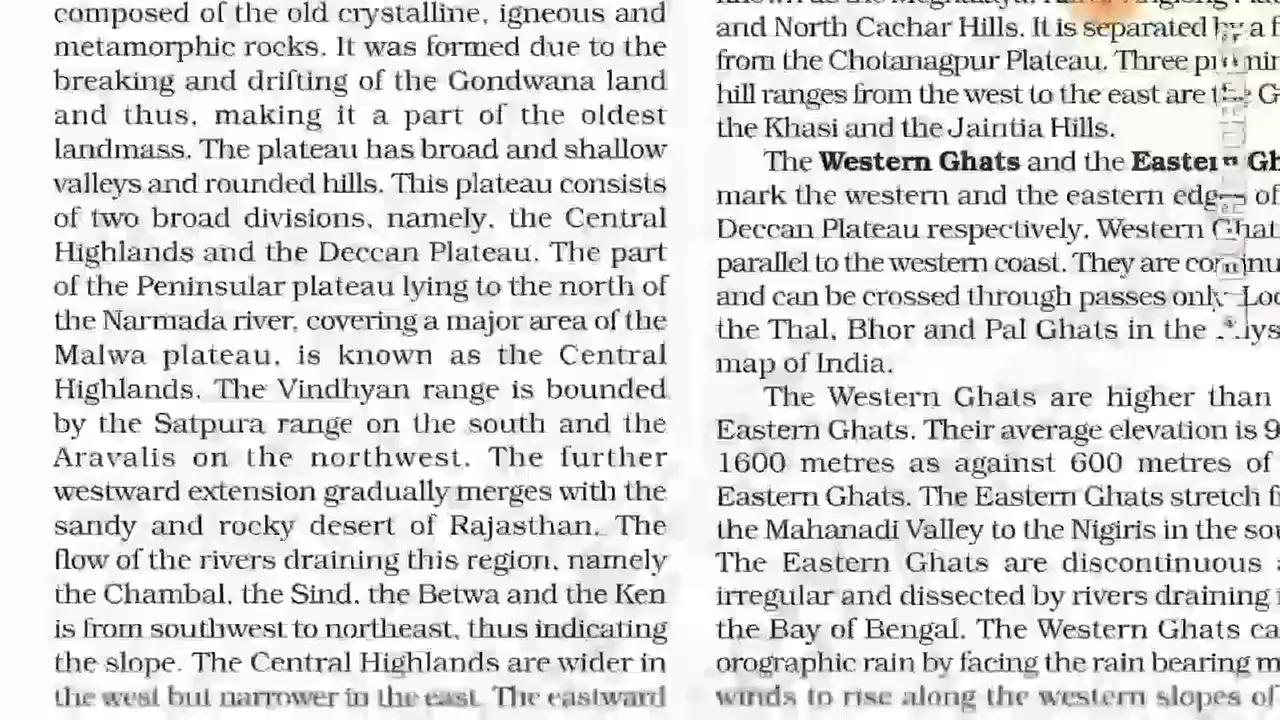 composed of the old crystalline, igneous and
metamorphic rocks. It was formed due to the
breaking and drifting of the Gondwana land
and thus, making it a part of the oldest
landmass. The plateau has broad and shallow
valleys and rounded hills. This plateau consists
of two broad divisions, namely, the Central
Highlands and the Deccan Plateau. The part
of the Peninsular plateau lying to the north of
the Narmada river, covering a major area of the
Malwa plateau, is known as the Central
Highlands. The Vindhyan range is bounded
by the Satpura range on the south and the
Aravalis on the northwest. The further
westward extension gradually merges with the
sandy and rocky desert of Rajasthan. The
flow of the rivers draining this region, namely
the Chambal, the Sind, the Betwa and the Ken
is from southwest to northeast, thus indicating
the slope. The Central Highlands are wider in
the west but narrower in the east. The eastward
and North Cachar Hills. It is separated by a f
from the Chotanagpur Plateau. Three
hill ranges from the west to the east are the G
the Khasi and the Jaintia Hills.
The Western Ghats and the Eastern Gh
mark the western and the eastern of
Deccan Plateau respectively. Western Ghat
parallel to the western coast. They are
and can be crossed through passes only. Loc
the Thal, Bhor and Pal Ghats in the
map of India.
The Western Ghats are higher than
Eastern Ghats. Their average elevation is 9
1600 metres as against 600 metres of
Eastern Ghats. The Eastern Ghats stretch f
the Mahanadi Valley to the Nigiris in the sou
The Eastern Ghats are discontinuous a
irregular and dissected by rivers draining i
the Bay of Bengal. The Western Ghats ca
orographic rain by facing the rain bearing m
winds to rise along the western slopes of